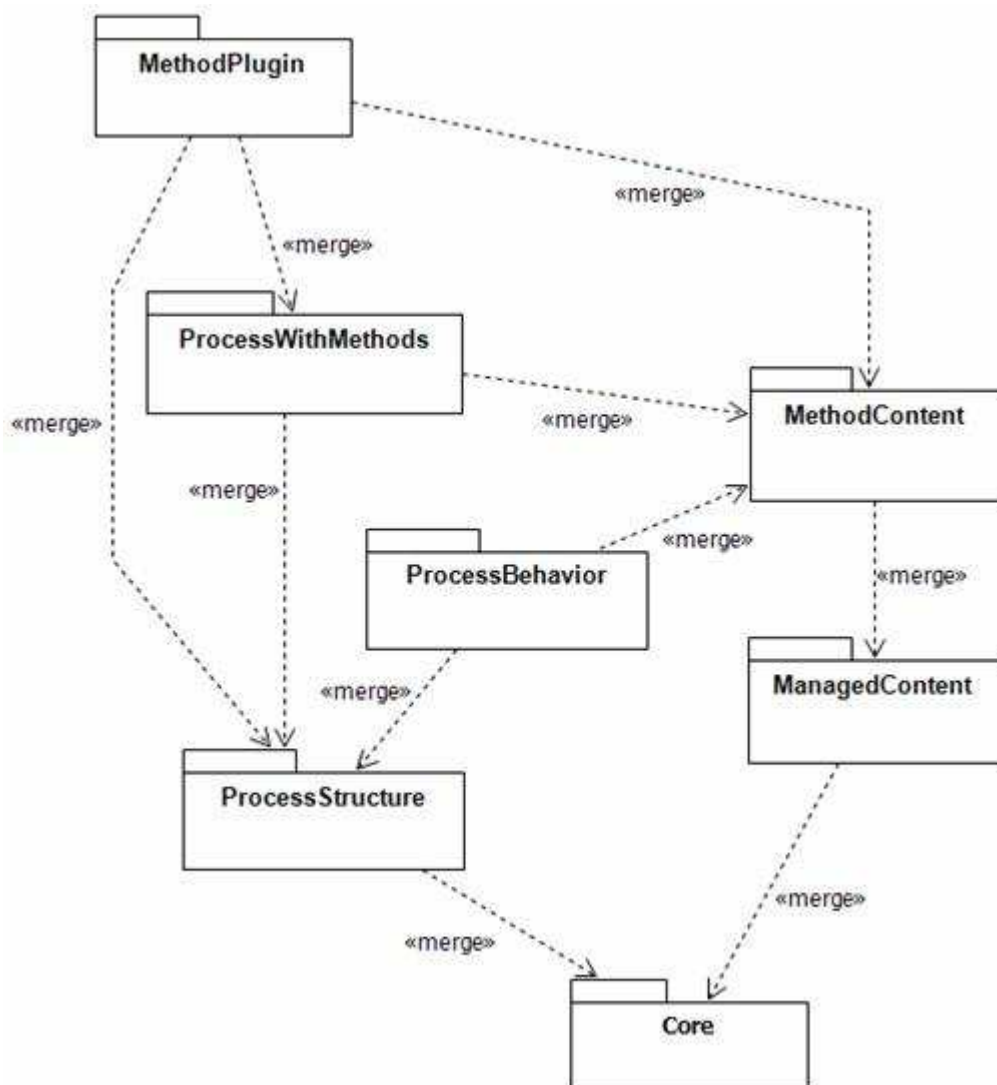 MethodPlugin
«merge»
«merge»
ProcessWithMethods
MethodContent
«merge»
«merge»
«merge»
«merge»
ProcessBehavior
«merge»
ManagedContent
«merge»
ProcessStructure
«merge»
«merge»
Core